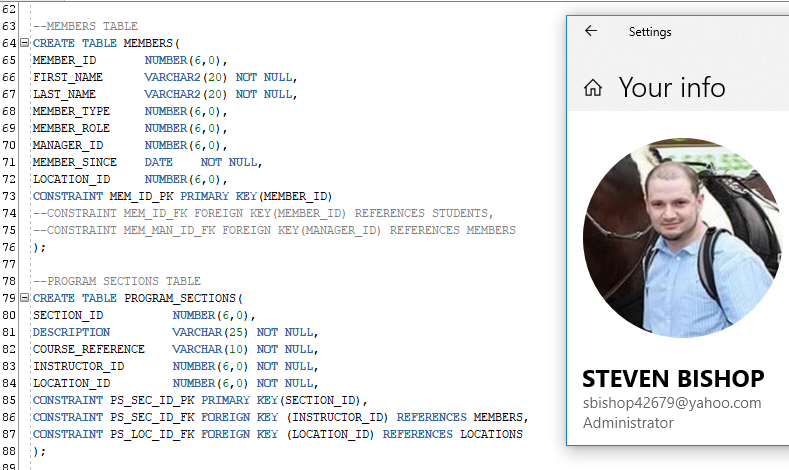 62
63 --MEMBERS TABLE
64 CREATE TABLE MEMBERS(
65 MEMBER_ID NUMBER(6,0),
66 FIRST_NAME VARCHAR2(20) NOT NULL,
67 LAST_NAME VARCHAR2(20) NOT NULL,
68 MEMBER_TYPE NUMBER(6,0),
69 MEMBER_ROLE NUMBER(6,0),
70 MANAGER_ID NUMBER(6,0),
71 MEMBER_SINCE DATE NOT NULL,
72 LOCATION_ID NUMBER(6,0),
73 CONSTRAINT MEM_ID_PK PRIMARY KEY(MEMBER_ID)
74 --CONSTRAINT MEM_ID_FK FOREIGN KEY(MEMBER_ID) REFERENCES STUDENTS,
75 --CONSTRAINT MEM_MAN_ID_FK FOREIGN KEY(MANAGER_ID) REFERENCES MEMBERS
76 );
77
78 --PROGRAM SECTIONS TABLE
79 CREATE TABLE PROGRAM_SECTIONS(
80 SECTION_ID NUMBER(6,0),
81 DESCRIPTION VARCHAR(25) NOT NULL,
82 COURSE_REFERENCE VARCHAR(10) NOT NULL,
83 INSTRUCTOR_ID NUMBER(6,0) NOT NULL,
84 LOCATION_ID NUMBER(6,0) NOT NULL,
85 CONSTRAINT PS_SEC_ID_PK PRIMARY KEY(SECTION_ID),
86 CONSTRAINT PS_SEC_ID_FK FOREIGN KEY (INSTRUCTOR_ID) REFERENCES MEMBERS,
87 CONSTRAINT PS_LOC_ID_FK FOREIGN KEY (LOCATION_ID) REFERENCES LOCATIONS
88 );
89
Settings
Your info
STEVEN BISHOP
sbishop42679@yahoo.com
Administrator